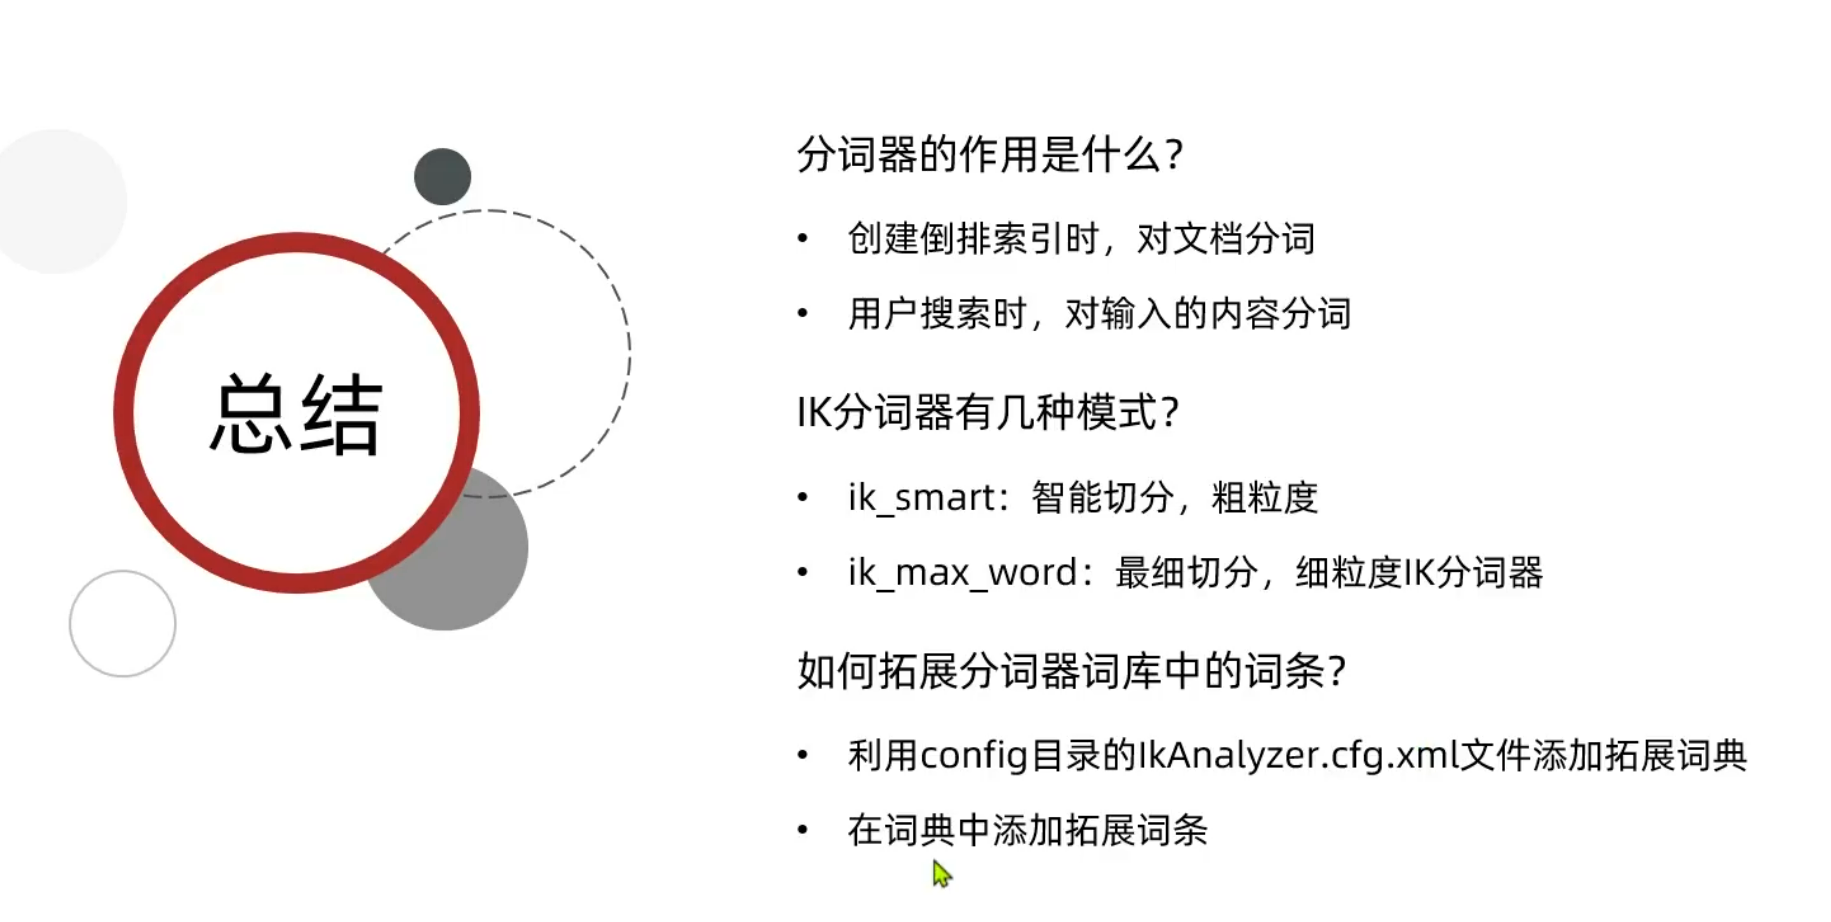 总结
分词器的作用是什么？
• 创建倒排索引时，对文档分词
• 用户搜索时，对输入的内容分词
IK分词器有几种模式？
• ik_smart：智能切分，粗粒度
• ik_max_word：最细切分，细粒度IK分词器
如何拓展分词器词库中的词条？
• 利用config目录的IkAnalyzer.cfg.xml文件添加拓展词典
• 在词典中添加拓展词条